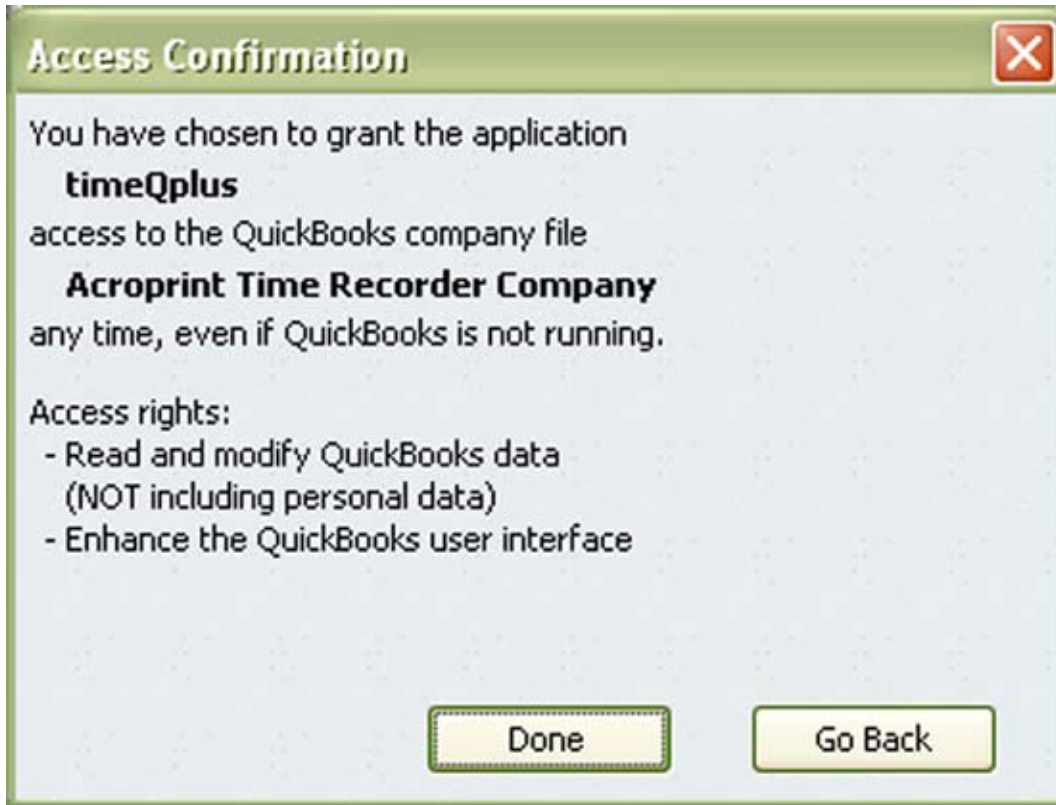 Access Confirmation
You have chosen to grant the application
timeQplus
access to the QuickBooks company file
Acroprint Time Recorder Company
any time, even if QuickBooks is not running.
Access rights:
- Read and modify QuickBooks data
(NOT including personal data)
- Enhance the QuickBooks user interface
Done Go Back